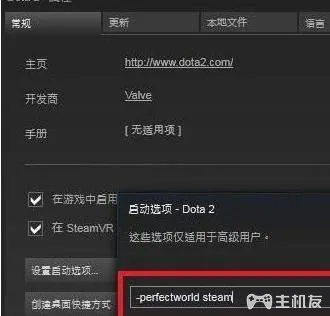 常规 更新 本地文件 语言
主页 http://www.dota2.com/
开发商 Valve
手册 [ 无适用项 ]
在游戏中启用
在 SteamVR
启动选项 - Dota 2
这些选项仅适用于高级用户。
设置启动选项...
-perfectworld steam
创建桌面快捷方式
主机友